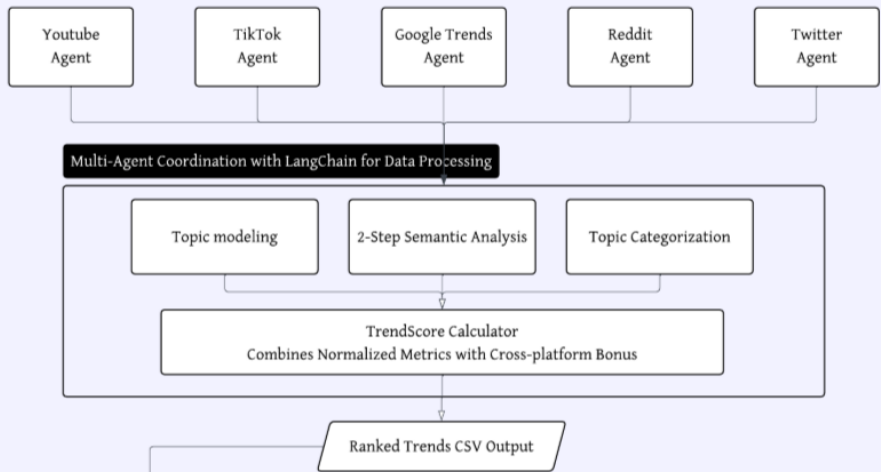 Youtube
Agent
TikTok
Agent
Google Trends
Agent
Reddit
Agent
Twitter
Agent
Multi-Agent Coordination with LangChain for Data Processing
Topic modeling
2-Step Semantic Analysis
Topic Categorization
TrendScore Calculator
Combines Normalized Metrics with Cross-platform Bonus
Ranked Trends CSV Output